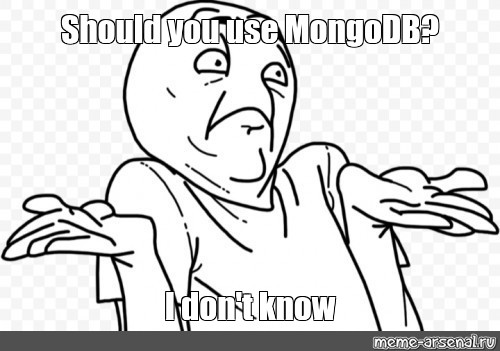 Should you use MongoDB?
I don't know
meme-arsenal.ru